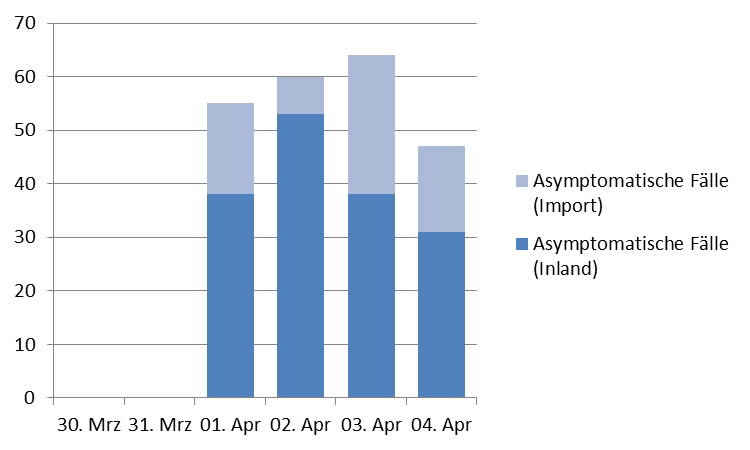 70
60
50
40
30
20
10
0
30. Mrz 31. Mrz 01. Apr 02. Apr 03. Apr 04. Apr
Asymptomatische Fälle
(Import)
Asymptomatische Fälle
(Inland)